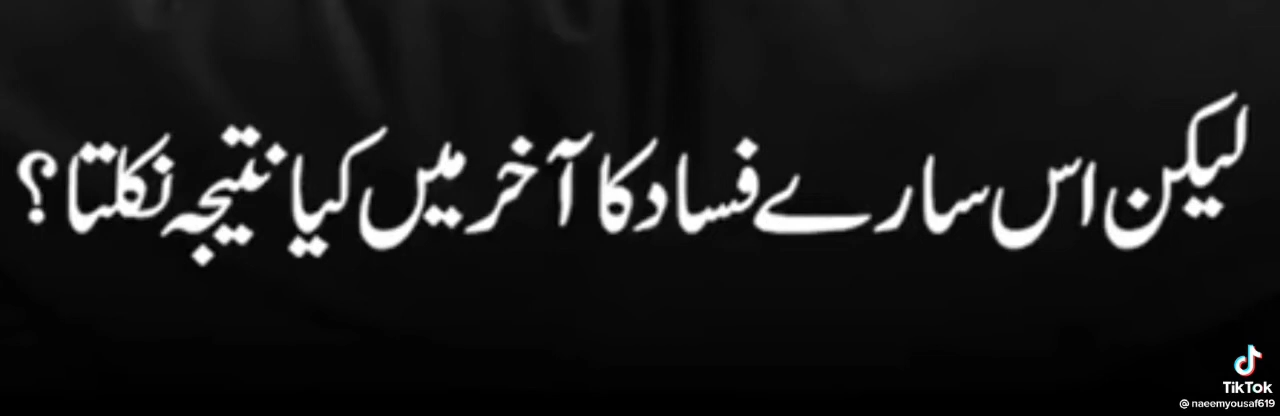 لیکن اس سارے فساد کا آخر میں کیا نتیجہ نکلتا؟
TikTok
@naeemyousaf619